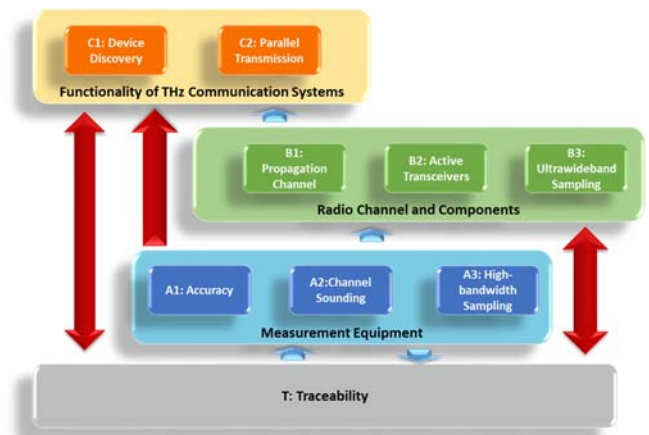 C1: Device
Discovery
C2: Parallel
Transmission
Functionality of THz Communication Systems
B1:
Propagation
Channel
B2: Active
Transceivers
B3:
Ultrawideband
Sampling
Radio Channel and Components
A1: Accuracy
A2:Channel
Sounding
A3: High-
bandwidth
Sampling
Measurement Equipment
T: Traceability